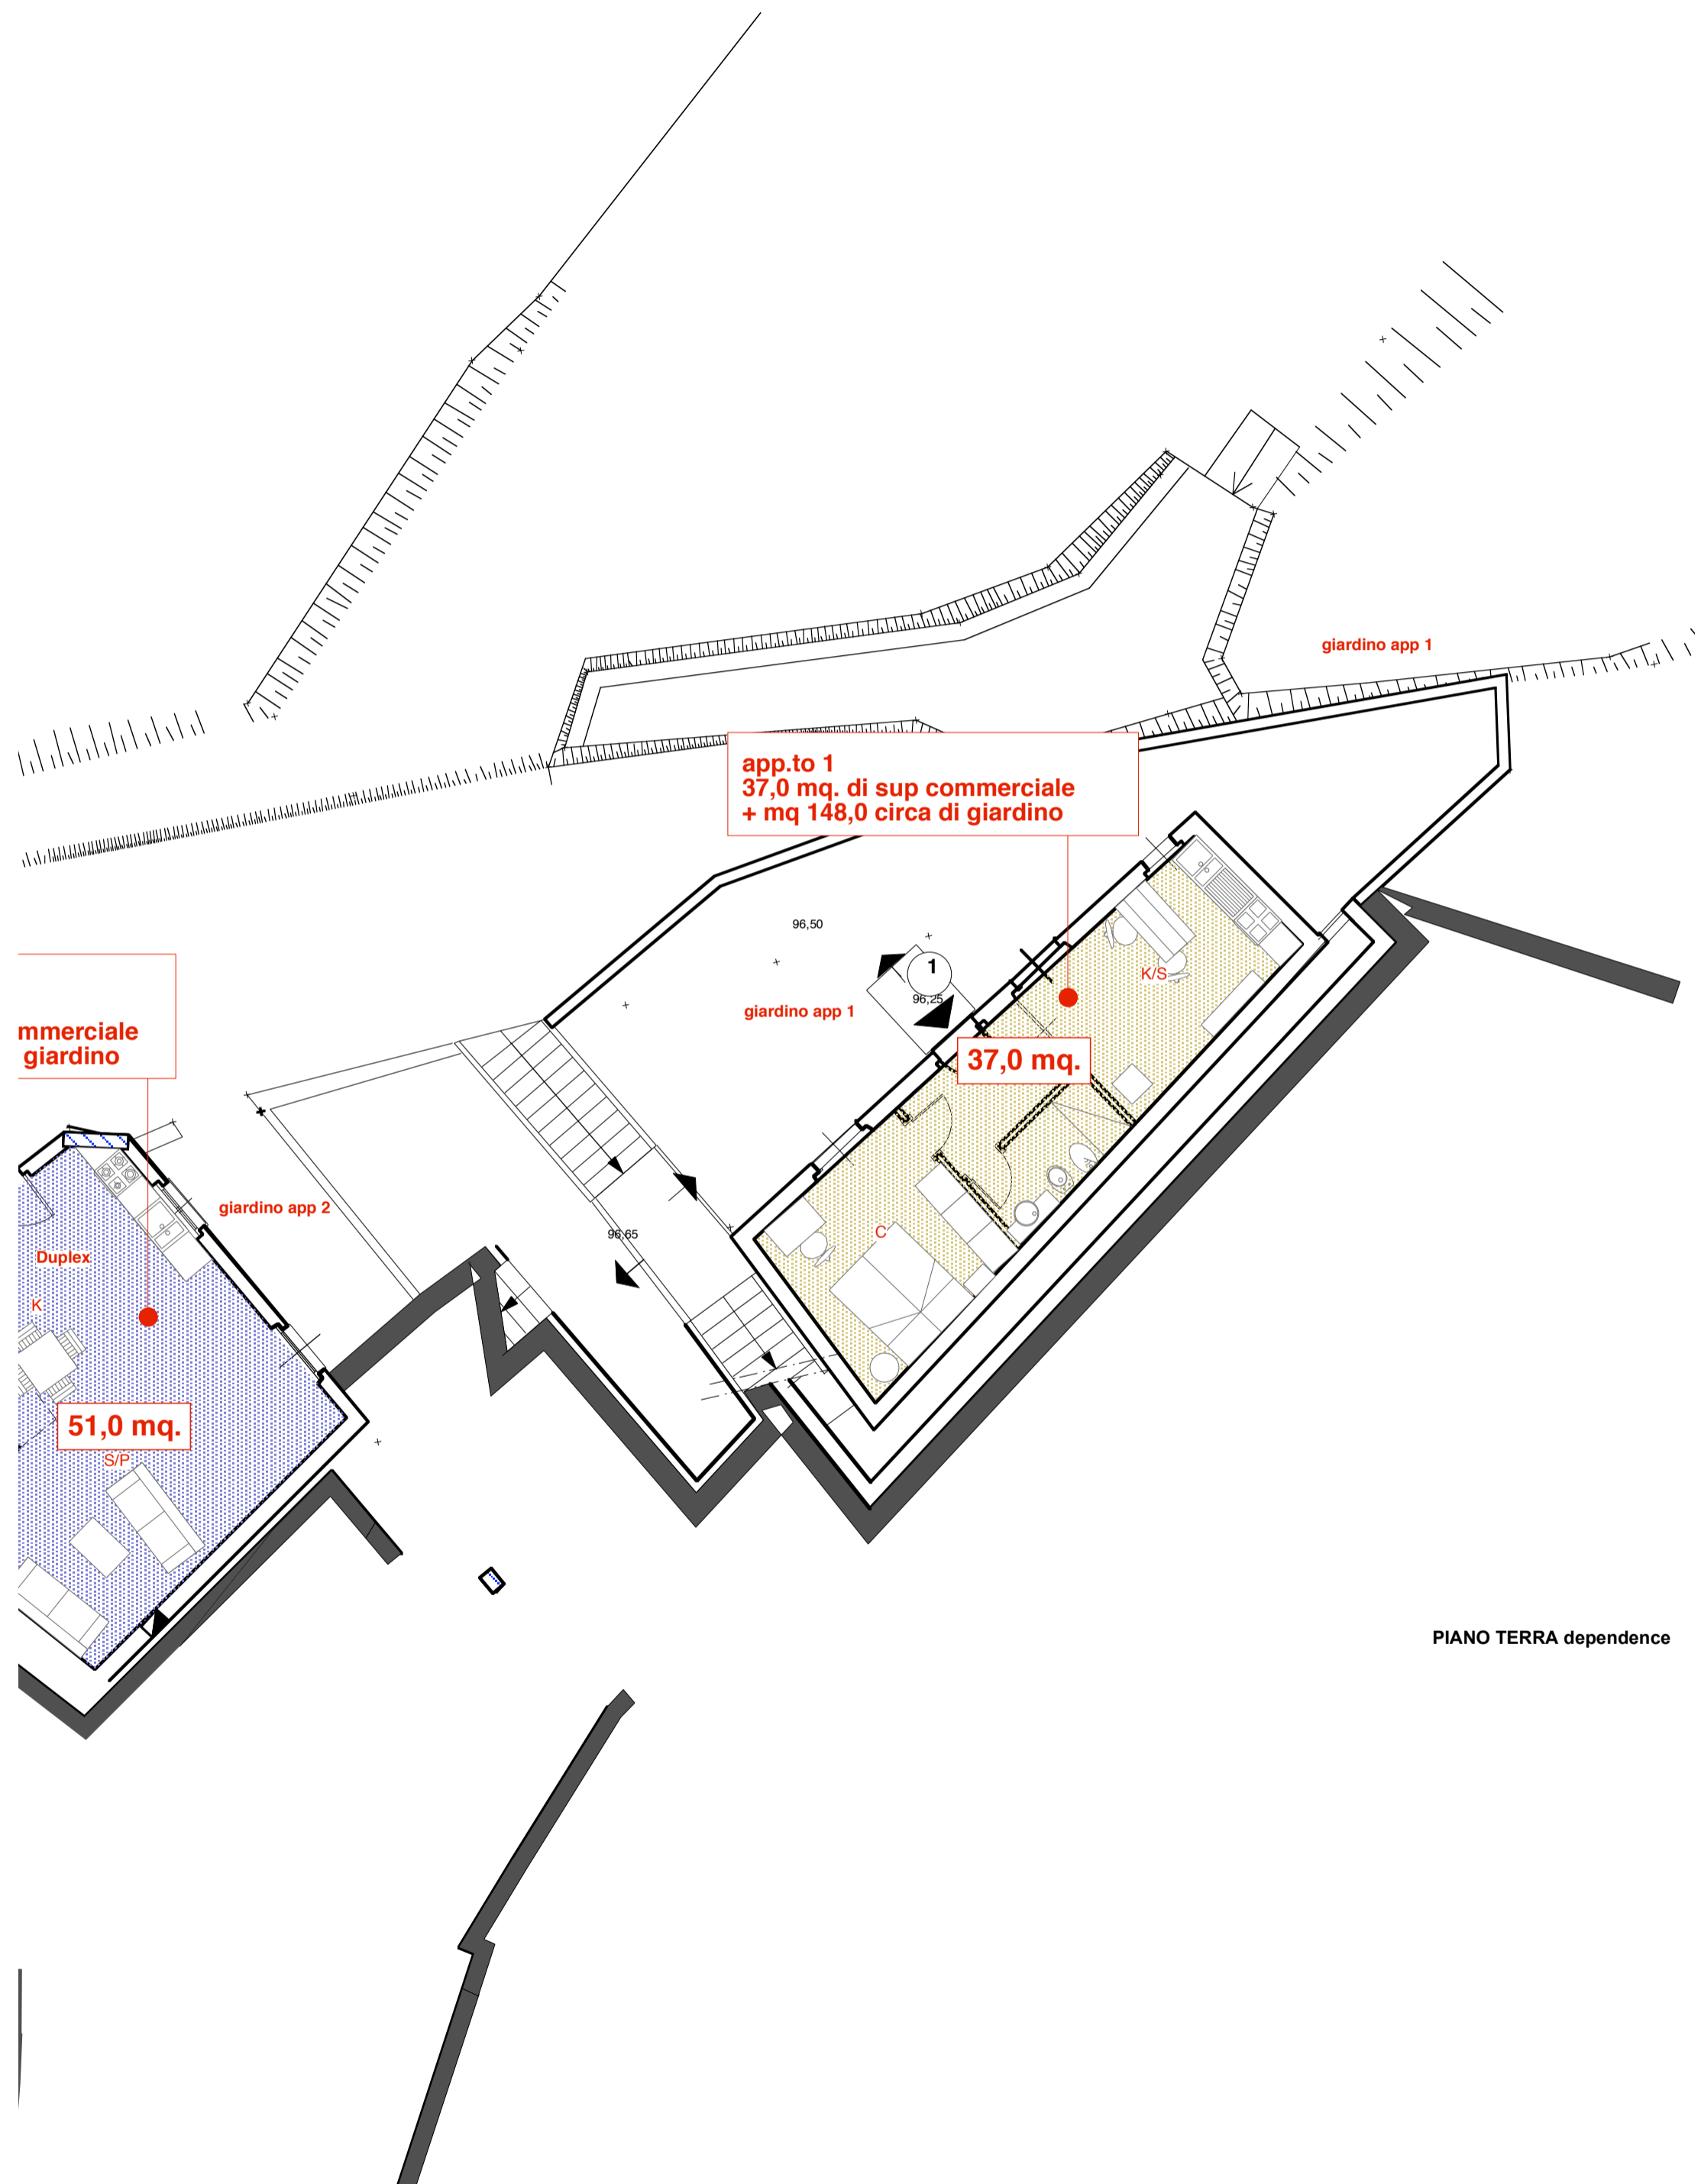 giardino app 1
app.to 1
37,0 mq. di sup commerciale
+ mq 148,0 circa di giardino
96,50
1
96,25
K/S
giardino app 1
mmerciale
giardino
37,0 mq.
giardino app 2
96,65
C
Duplex
K
51,0 mq.
S/P
PIANO TERRA dependence